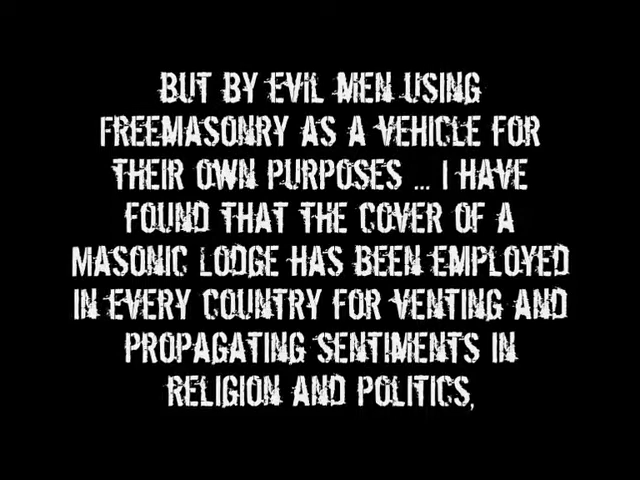 BUT BY EVIL MEN USING
FREEMASONRY AS A VEHICLE FOR
THEIR OWN PURPOSES ... I HAVE
FOUND THAT THE COVER OF A
MASONIC LODGE HAS BEEN EMPLOYED
IN EVERY COUNTRY FOR VENTING AND
PROPAGATING SENTIMENTS IN
RELIGION AND POLITICS,